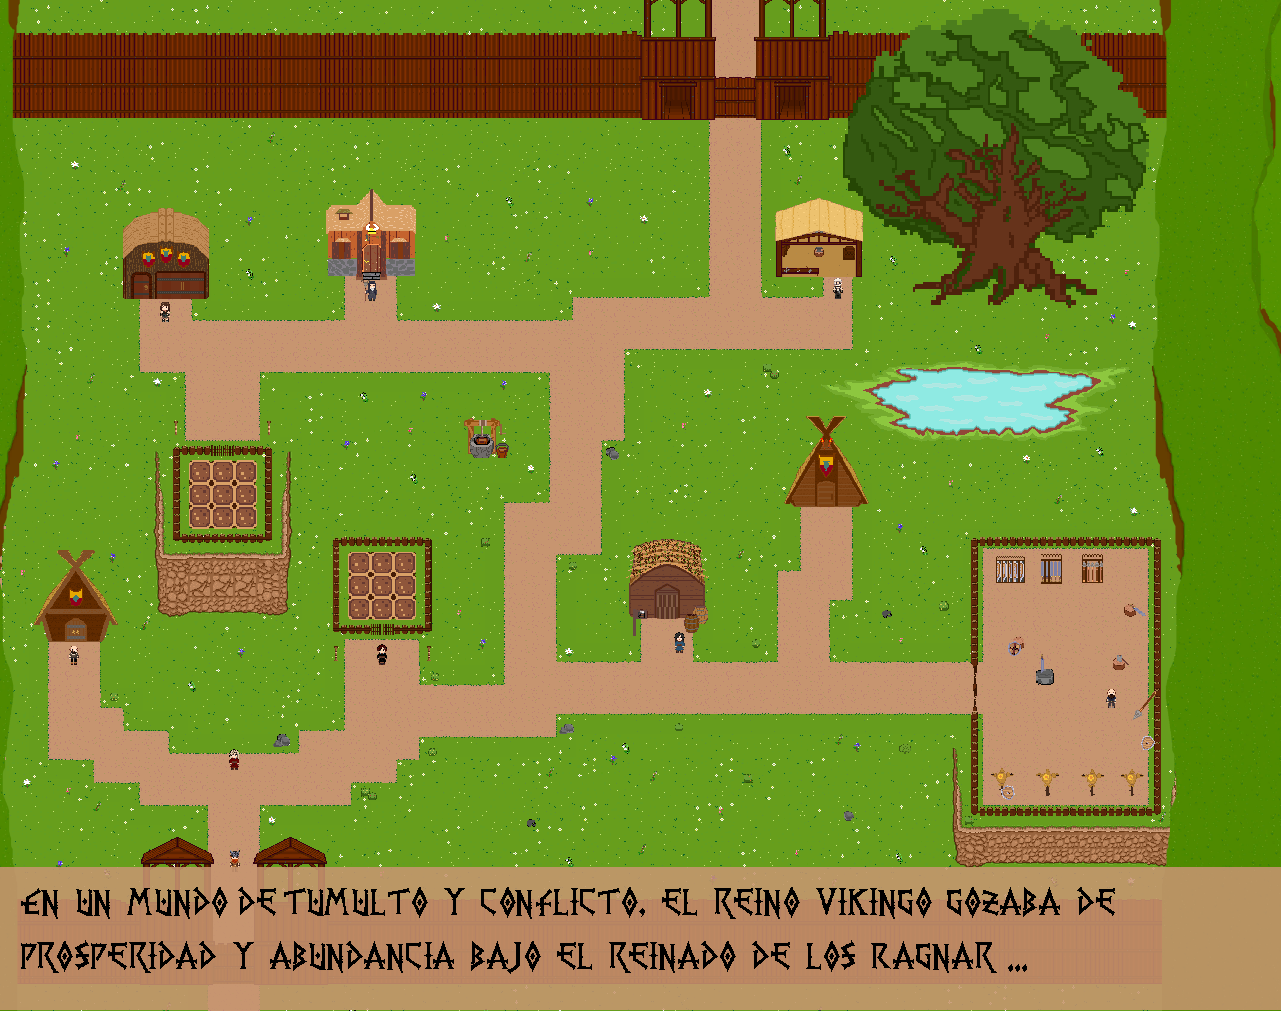 EN UN MUNDO DE TUMULTO Y CONFLICTO, EL REINO VIKINGO GOZABA DE
PROSPERIDAD Y ABUNDANCIA BAJO EL REINADO DE LOS RAGNAR ...